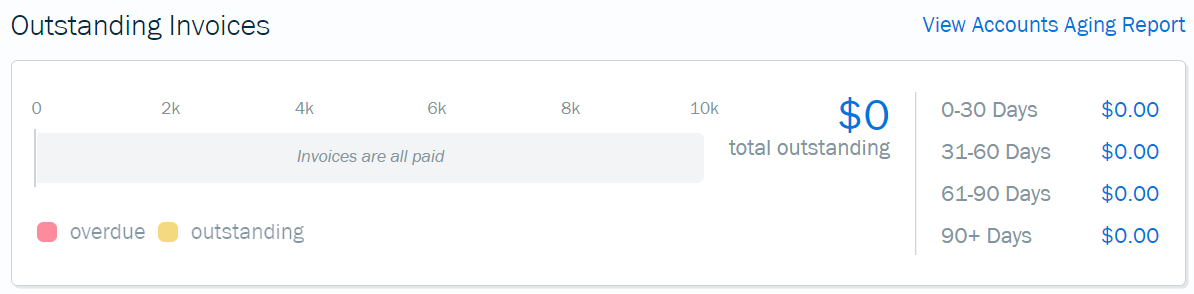 Outstanding Invoices
View Accounts Aging Report
0 2k 4k 6k 8k 10k
Invoices are all paid
overdue outstanding
$0
total outstanding
0-30 Days $0.00
31-60 Days $0.00
61-90 Days $0.00
90+ Days $0.00